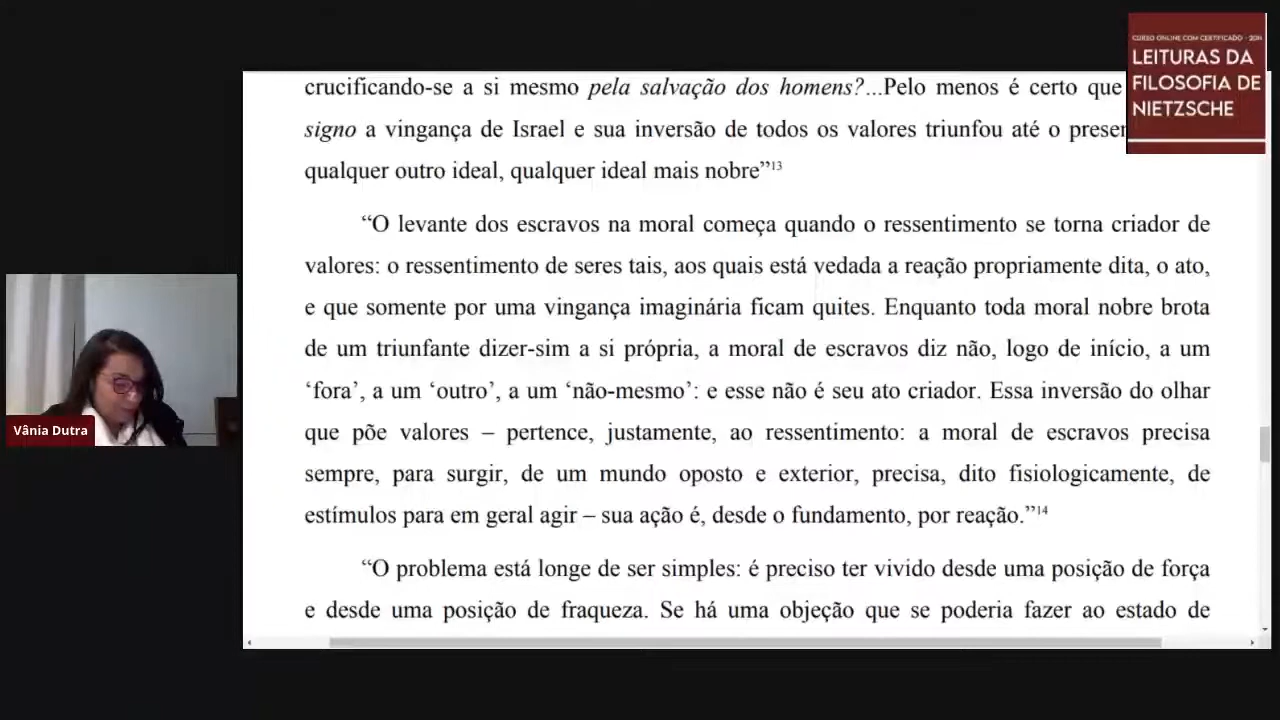 CURSO ONLINE COM CERTIFICADO - 20H
LEITURAS DA
FILOSOFIA DE
NIETZSCHE
crucificando-se a si mesmo pela salvação dos homens?...Pelo menos é certo que
signo a vingança de Israel e sua inversão de todos os valores triunfou até o
qualquer outro ideal, qualquer ideal mais nobre”13
“O levante dos escravos na moral começa quando o ressentimento se torna criador de
valores: o ressentimento de seres tais, aos quais está vedada a reação propriamente dita, o ato,
e que somente por uma vingança imaginária ficam quites. Enquanto toda moral nobre brota
de um triunfante dizer-sim a si própria, a moral de escravos diz não, logo de início, a um
‘fora’, a um ‘outro’, a um ‘não-mesmo’: e esse não é seu ato criador. Essa inversão do olhar
que põe valores – pertence, justamente, ao ressentimento: a moral de escravos precisa
sempre, para surgir, de um mundo oposto e exterior, precisa, dito fisiologicamente, de
estímulos para em geral agir – sua ação é, desde o fundamento, por reação.”14
“O problema está longe de ser simples: é preciso ter vivido desde uma posição de força
e desde uma posição de fraqueza. Se há uma objeção que se poderia fazer ao estado de
Vânia Dutra